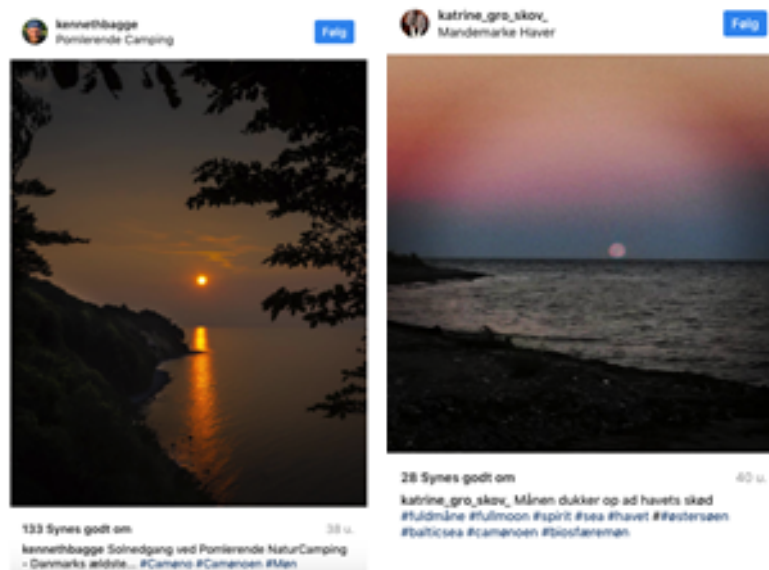 kennethbagge
Pomlerende Camping
Følg
133 Synes godt om
38 u.
kennethbagge Solnedgang ved Pomlerende NaturCamping
- Danmarks ældste... #Camøno #Camønoen #Møn
katrine_gro_skov_
Mandemarke Haver
Følg
28 Synes godt om
40 u.
katrine_gro_skov_ Månen dukker op ad havets skød
#fuldmåne #fullmoon #spirit #sea #havet ##østersøen
#balticsea #camønoen #biosfæremøn